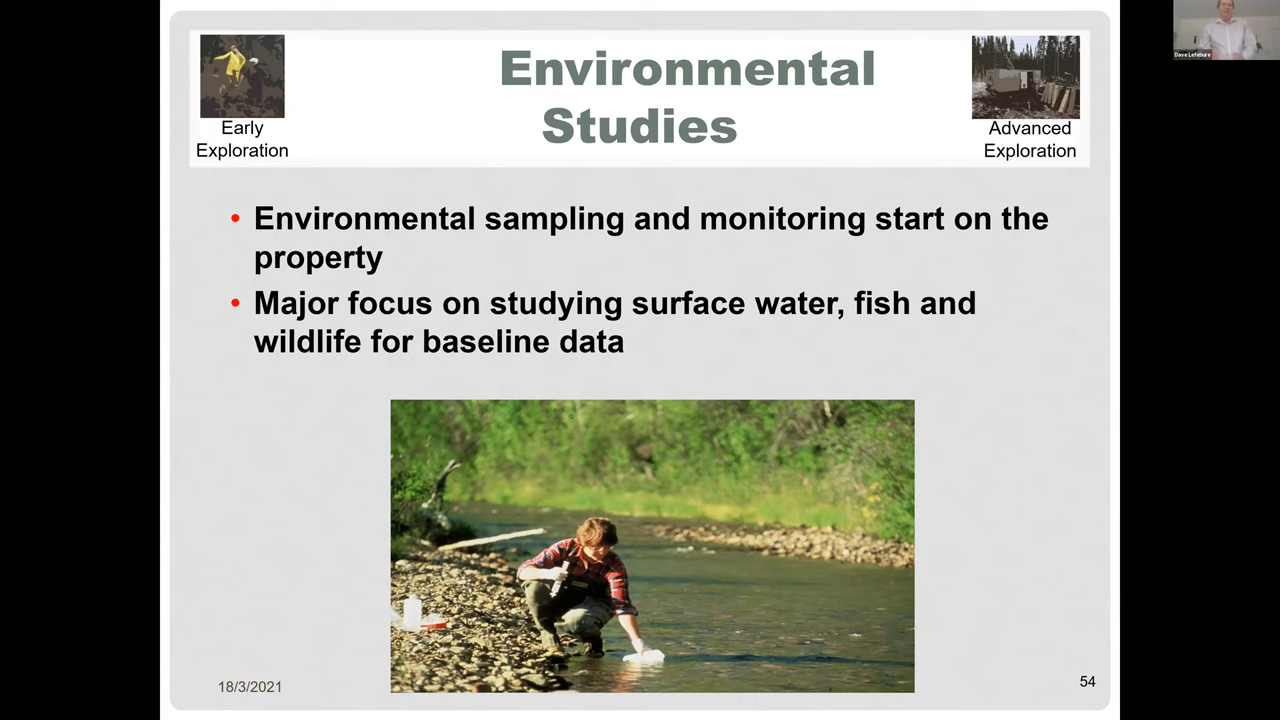 Environmental
Studies
Early
Exploration
Advanced
Exploration
• Environmental sampling and monitoring start on the
property
• Major focus on studying surface water, fish and
wildlife for baseline data
18/3/2021
54
Dave Lefebure